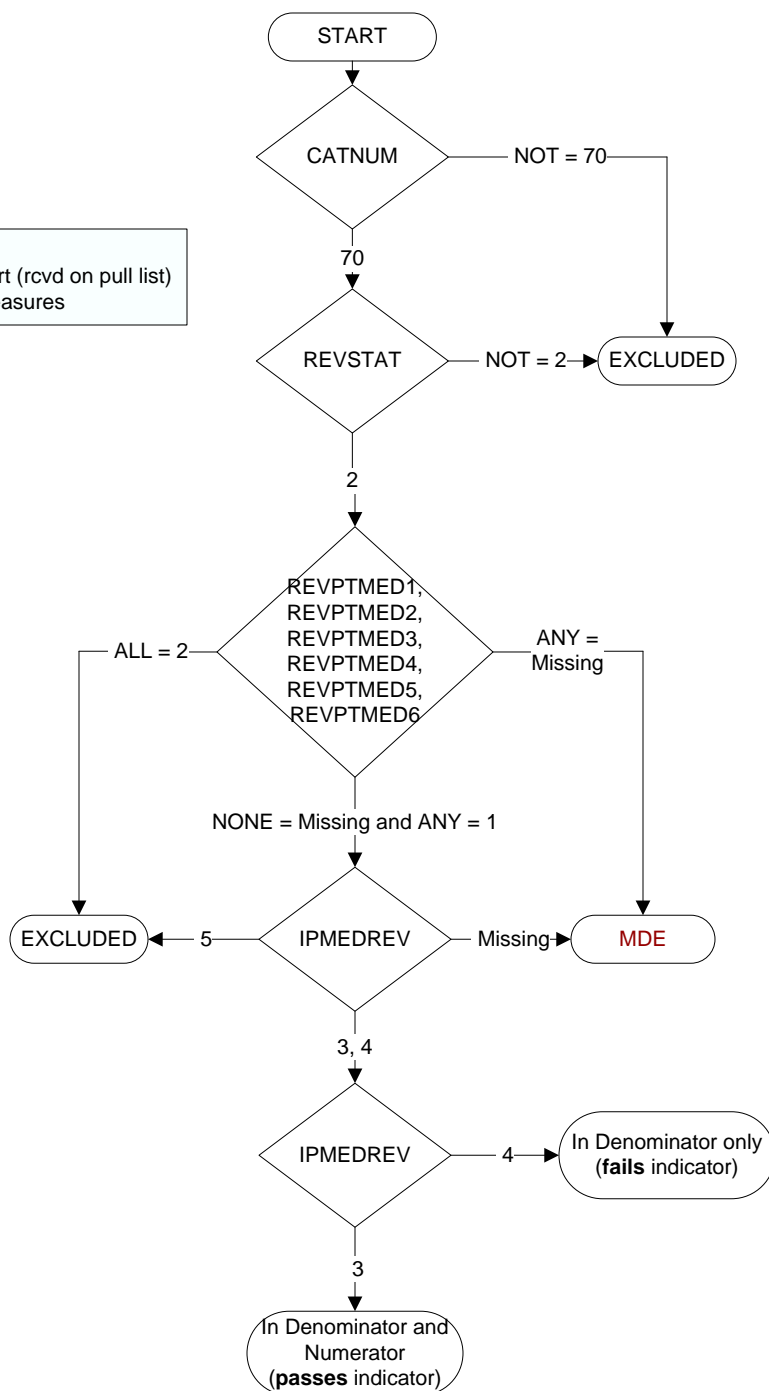 START
CATNUM
NOT = 70
70
rt (rcvd on pull list)
asures
REVSTAT
NOT = 2
EXCLUDED
2
REVPTMED1,
REVPTMED2,
REVPTMED3,
REVPTMED4,
REVPTMED5,
REVPTMED6
ALL = 2
ANY =
Missing
NONE = Missing and ANY = 1
EXCLUDED
5
IPMEDREV
Missing
MDE
3, 4
IPMEDREV
4
In Denominator only
(fails indicator)
3
In Denominator and
Numerator
(passes indicator)